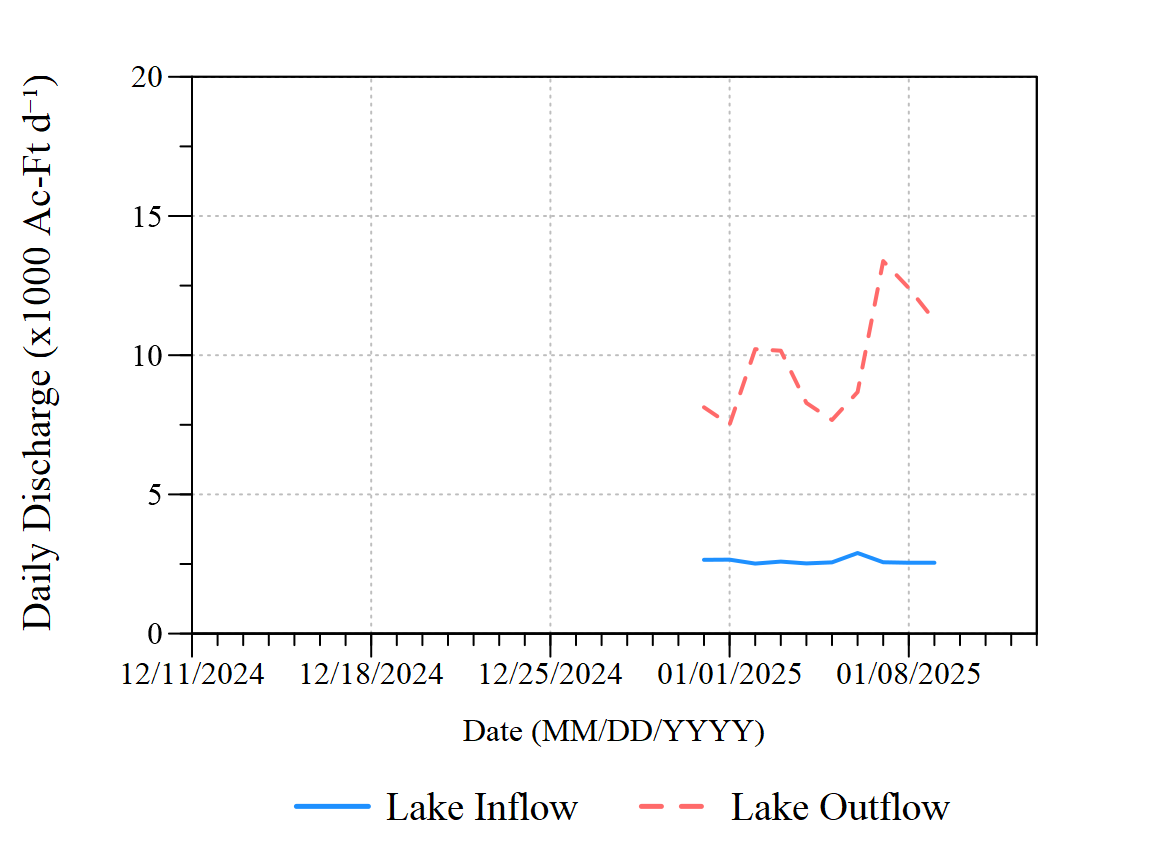 Daily Discharge (x1000 Ac-Ft d⁻¹)
20
15
10
5
0
12/11/2024 12/18/2024 12/25/2024 01/01/2025 01/08/2025
Date (MM/DD/YYYY)
Lake Inflow Lake Outflow